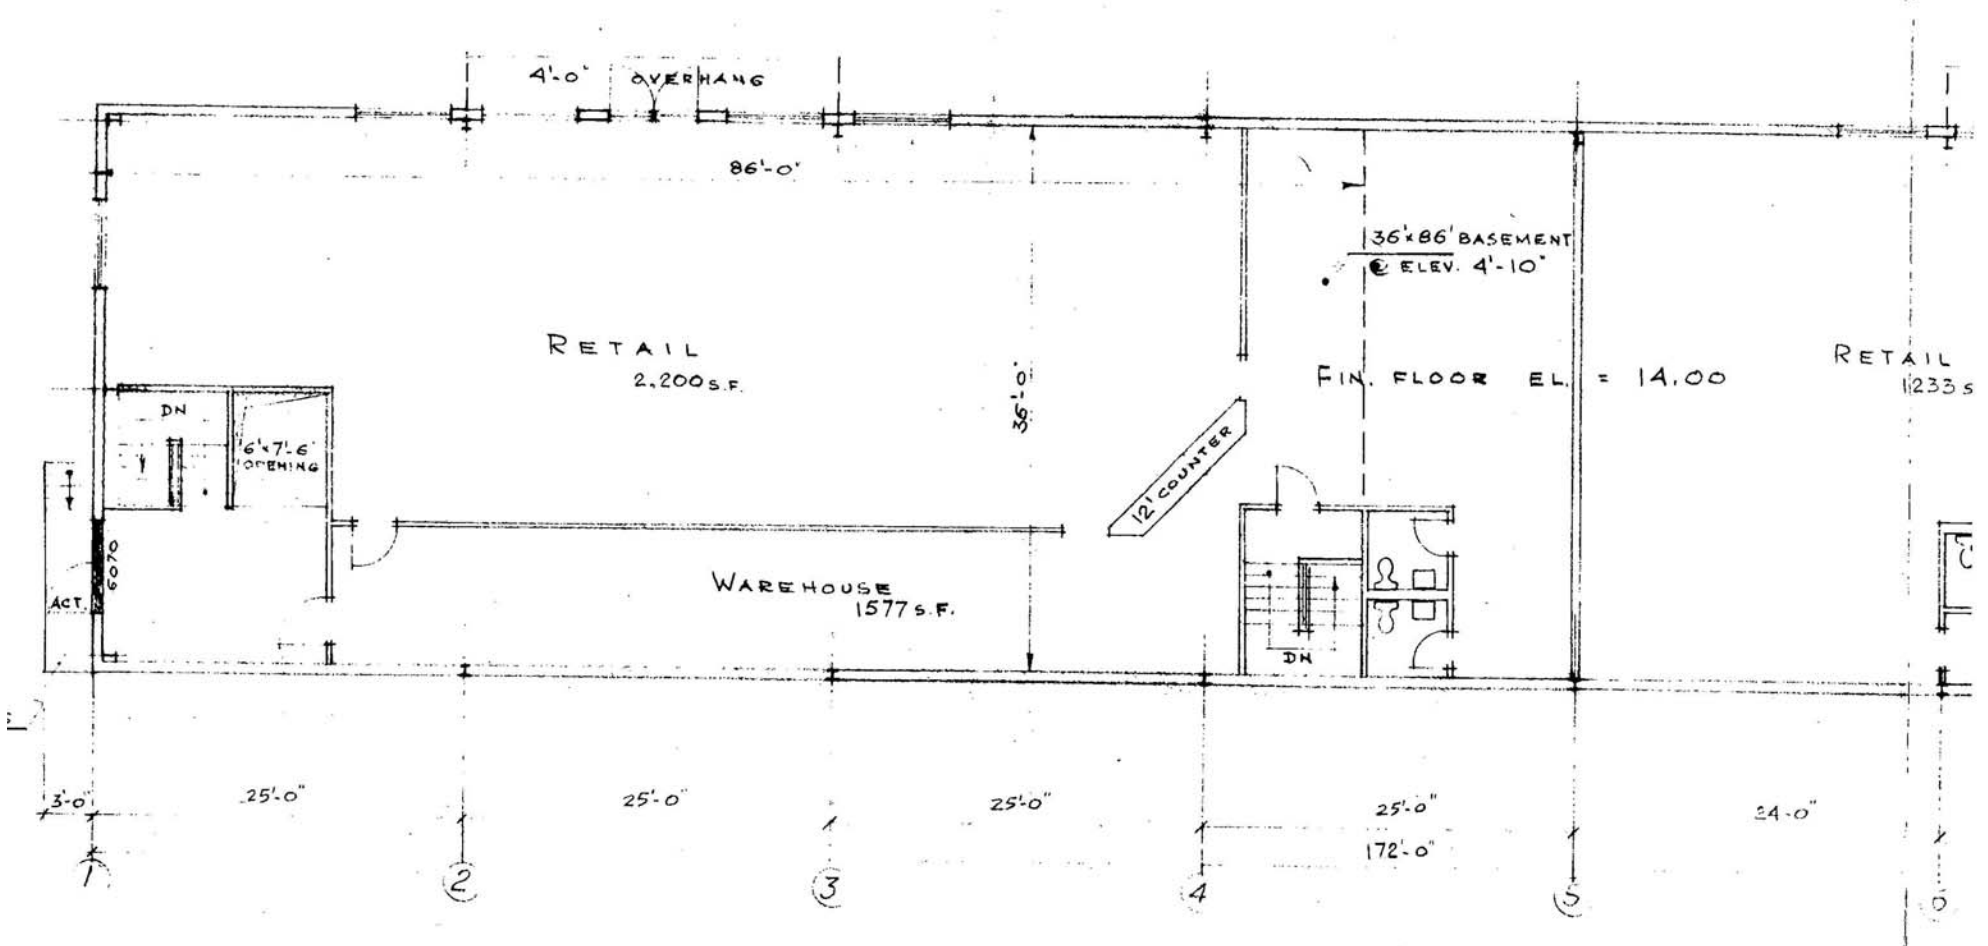 4'-0" OVERHANG
86'-0"
36'x86' BASEMENT
@ ELEV. 4'-10"
RETAIL
2,200 S.F.
36'-0"
FIN. FLOOR EL. = 14.00
RETAIL
1233 S
DN
6'x7'-6"
OPENING
12' COUNTER
6070
ACT.
WAREHOUSE
1577 S.F.
DN
3'-0"
25'-0"
25'-0"
25'-0"
25'-0"
24-0"
172'-0"
1
2
3
4
5